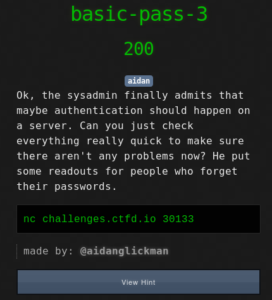 basic-pass-3
200
aidan
Ok, the sysadmin finally admits that
maybe authentication should happen on
a server. Can you just check
everything really quick to make sure
there aren't any problems now? He put
some readouts for people who forget
their passwords.
nc challenges.ctfd.io 30133
made by: @aidanglickman
View Hint